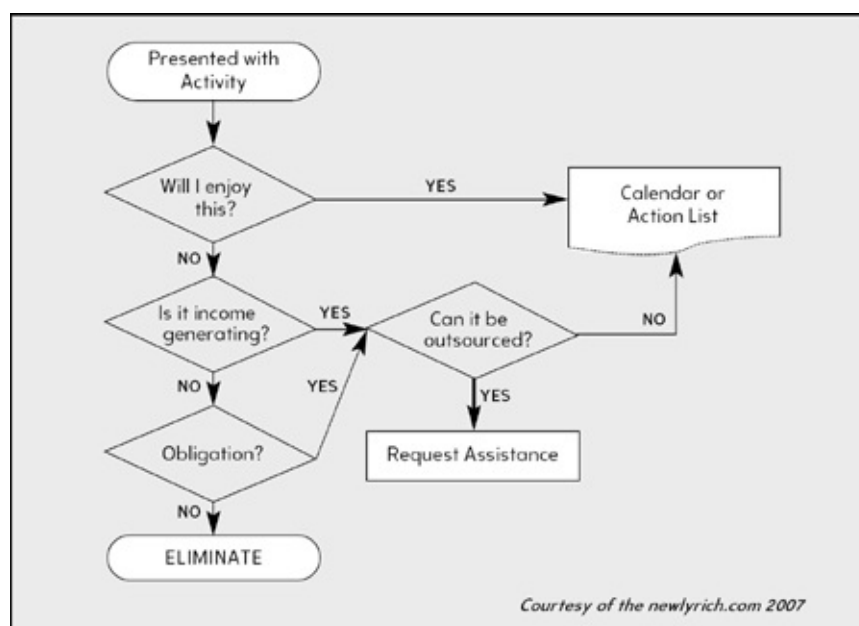 Presented with
Activity
Will I enjoy
this?
YES
Calendar or
Action List
NO
Is it income
generating?
YES
Can it be
outsourced?
NO
NO
YES
YES
Obligation?
Request Assistance
NO
ELIMINATE
Courtesy of the newlyrich.com 2007